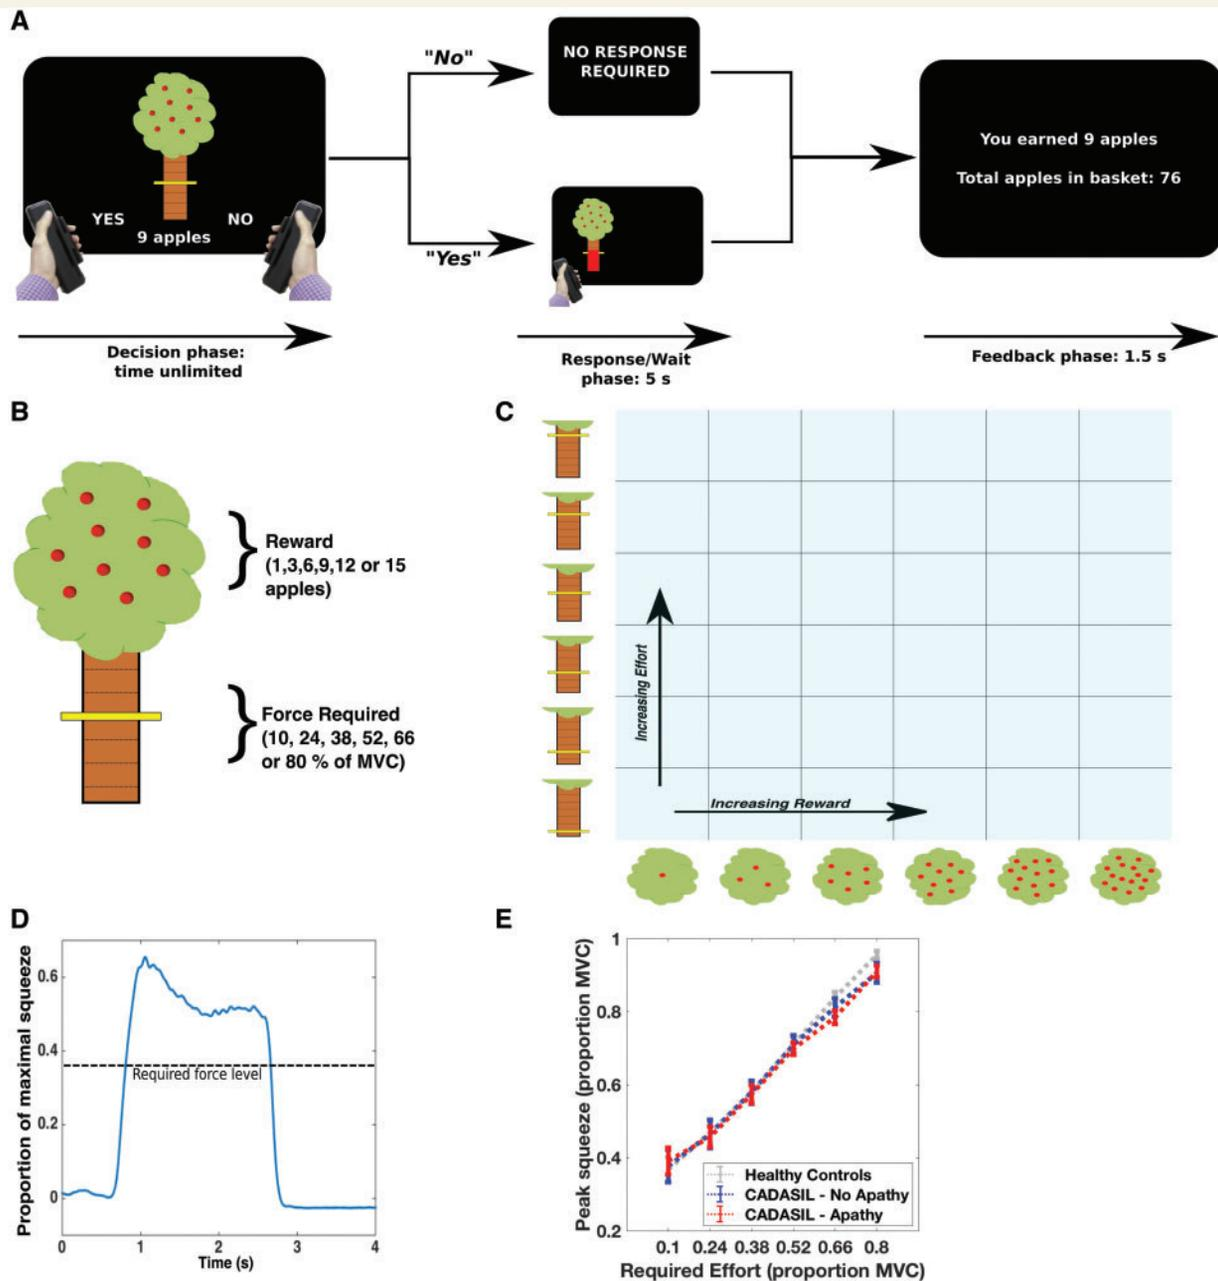 A
"No"
NO RESPONSE
REQUIRED
You earned 9 apples
Total apples in basket: 76
YES
NO
9 apples
"Yes"
Decision phase:
time unlimited
Response/Wait
phase: 5 s
Feedback phase: 1.5 s
B
Reward
(1,3,6,9,12 or 15
apples)
Force Required
(10, 24, 38, 52, 66
or 80 % of MVC)
C
Increasing Effort
Increasing Reward
D
Proportion of maximal squeeze
0.6
0.4
0.2
0
Required force level
0 1 2 3 4
Time (s)
E
Peak squeeze (proportion MVC)
1
0.8
0.6
0.4
0.2
Healthy Controls
CADASIL - No Apathy
CADASIL - Apathy
0.1 0.24 0.38 0.52 0.66 0.8
Required Effort (proportion MVC)